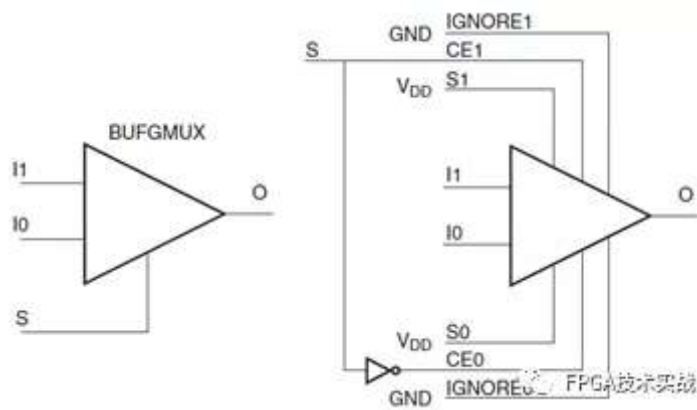 BUFGMUX
I1
I0
S
O
S
GND IGNORE1
CE1
VDD S1
I1
I0
O
VDD S0
CE0
GND IGNORE0
FPGA技术实战